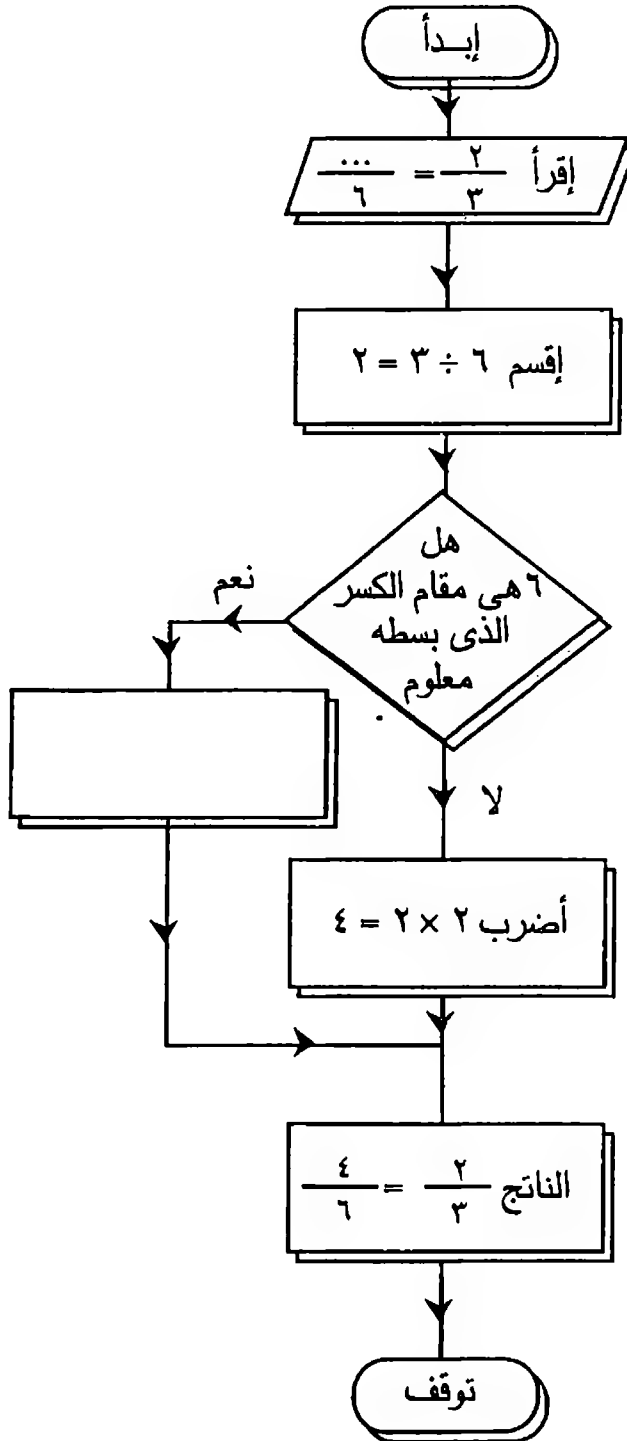 إبدأ
إقرأ ٢/٣ = .../٦
إقسم ٦ ÷ ٣ = ٢
هل
٦ هى مقام الكسر
الذى بسطه
معلوم
نعم
لا
أضرب ٢ × ٢ = ٤
الناتج ٢/٣ = ٤/٦
توقف